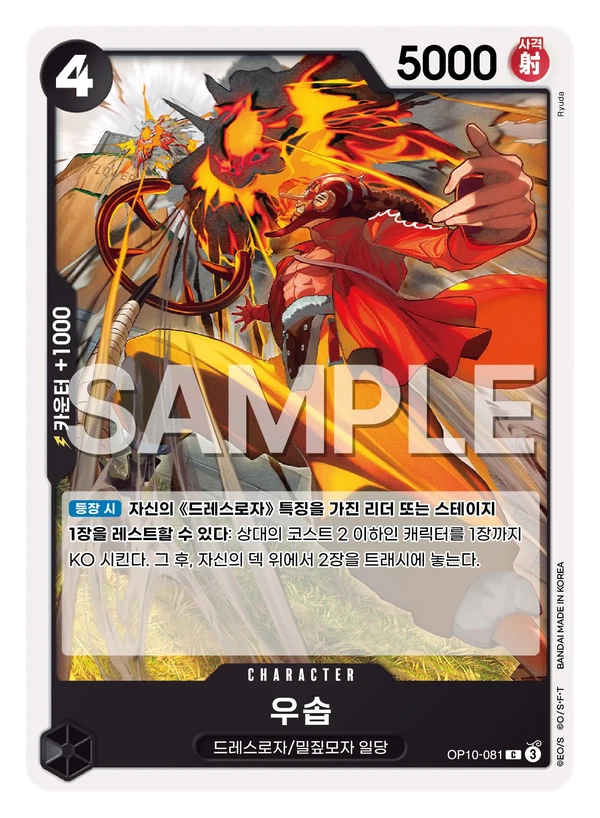 4
5000
사격
射
Ryuda
FLOWER
카운터 +1000
SAMPLE
등장 시 자신의 《드레스로자》 특징을 가진 리더 또는 스테이지
1장을 레스트할 수 있다: 상대의 코스트 2 이하인 캐릭터를 1장까지
KO 시킨다. 그 후, 자신의 덱 위에서 2장을 트래시에 놓는다.
CHARACTER
우솝
드레스로자/밀짚모자 일당
OP10-081 C 3
©EO/S ©O/S·F·T BANDAI MADE IN KOREA